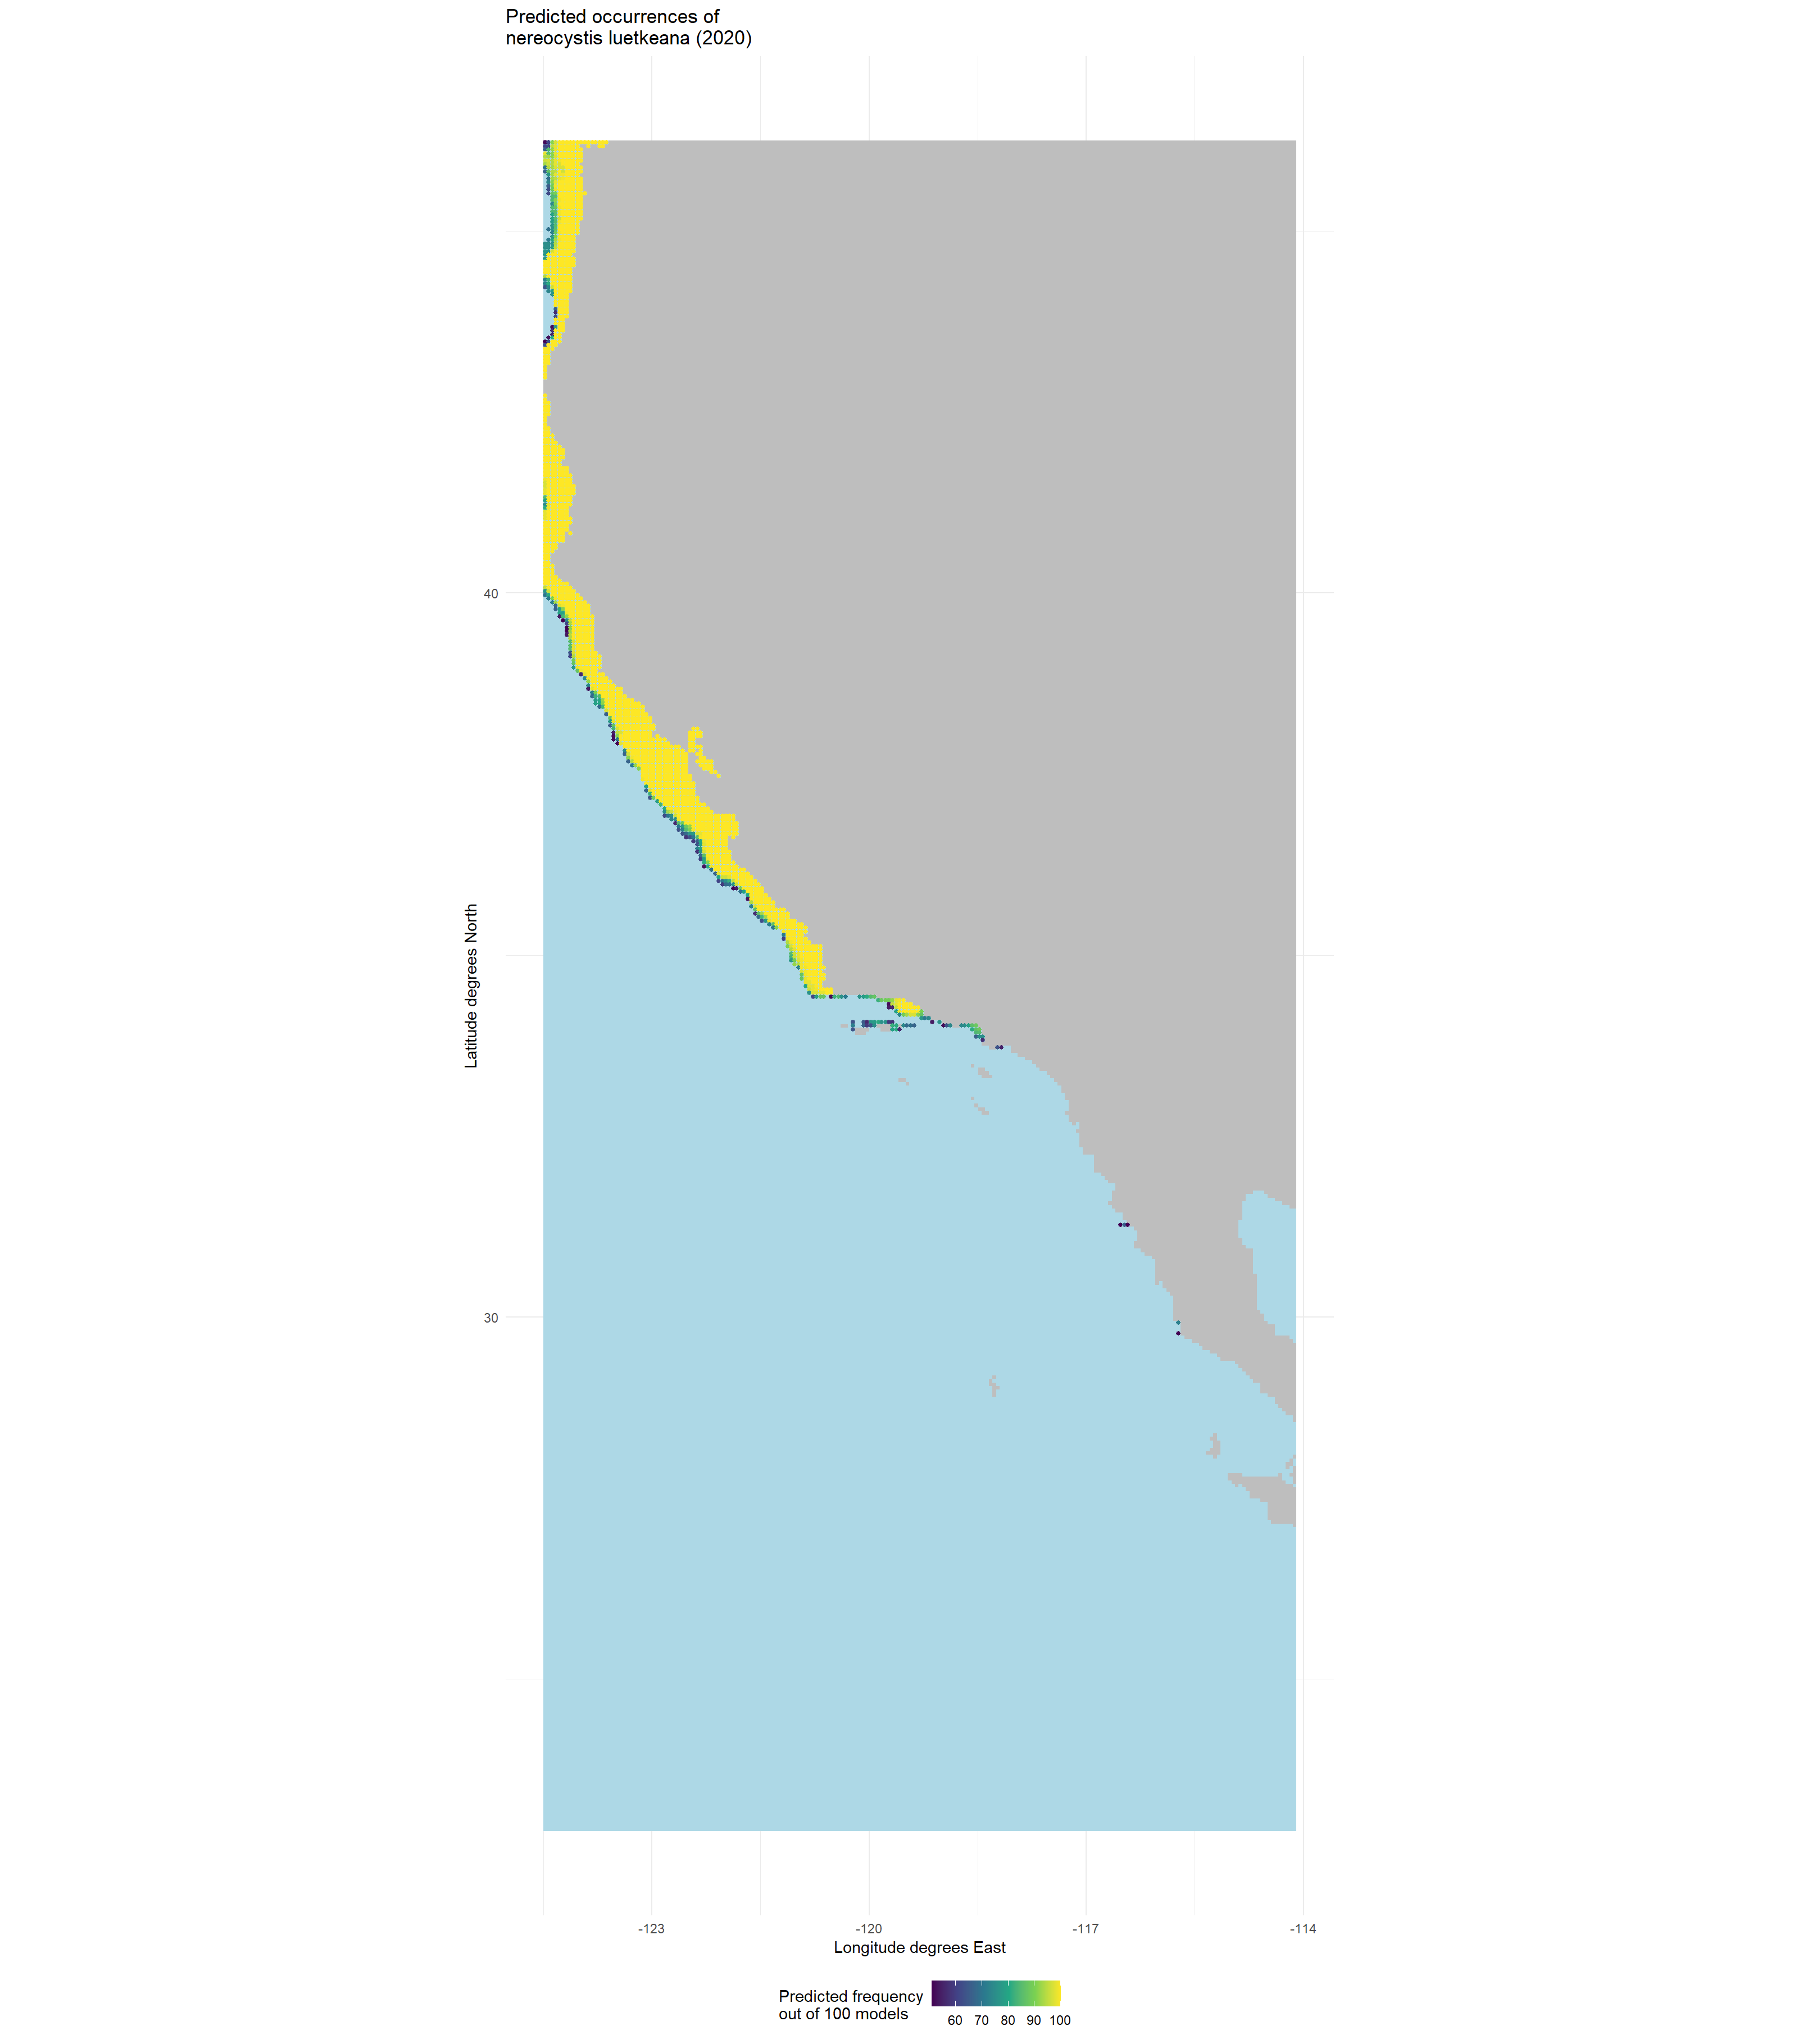 Predicted occurrences of
nereocystis luetkeana (2020)
40
30
Latitude degrees North
-123 -120 -117 -114
Longitude degrees East
Predicted frequency
out of 100 models
60 70 80 90 100